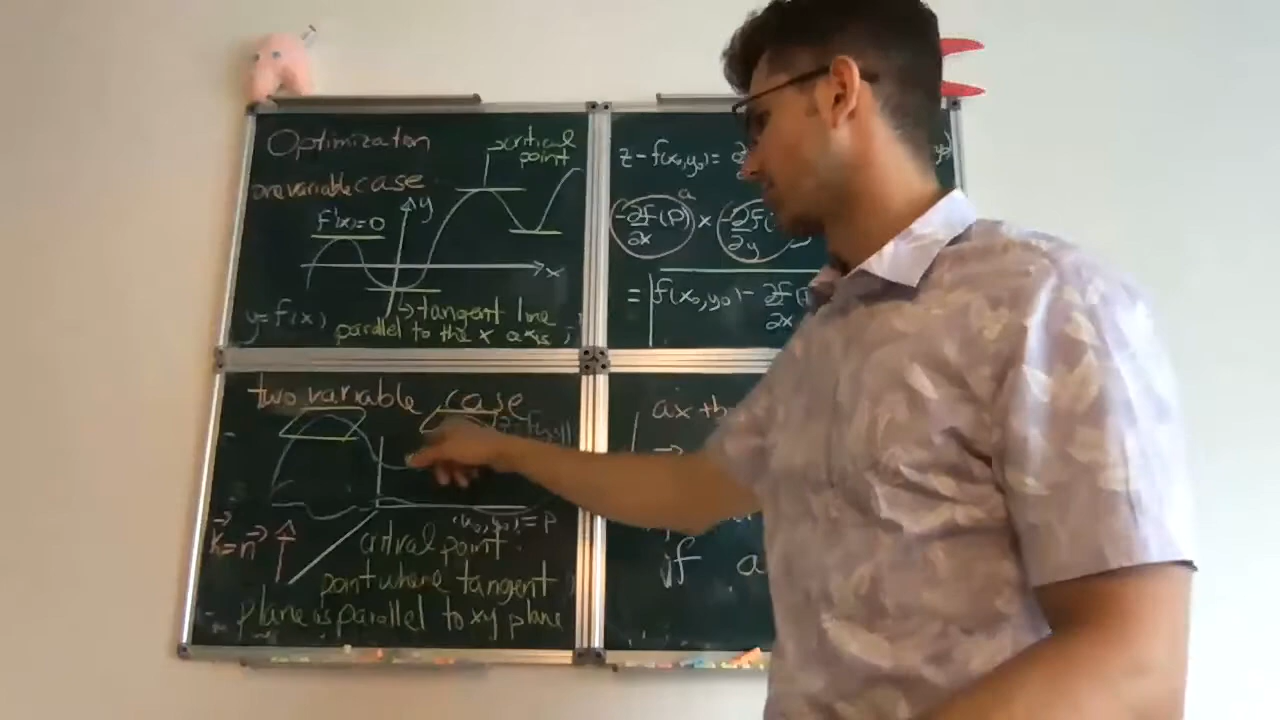 Optimizaton
critical
point
one variable case
f'(x)=0
y
x
y=f(x)
→ tangent line
parallel to the x axis
two variable case
(x₀,y₀)=P
k⃗=n⃗
critical point
point where tangent
plane is parallel to xy plane
z-f(x₀,y₀)=
-∂f(P)x
∂x
-∂f
∂y
=
f(x₀,y₀)-∂f
∂x
ax+b
if a